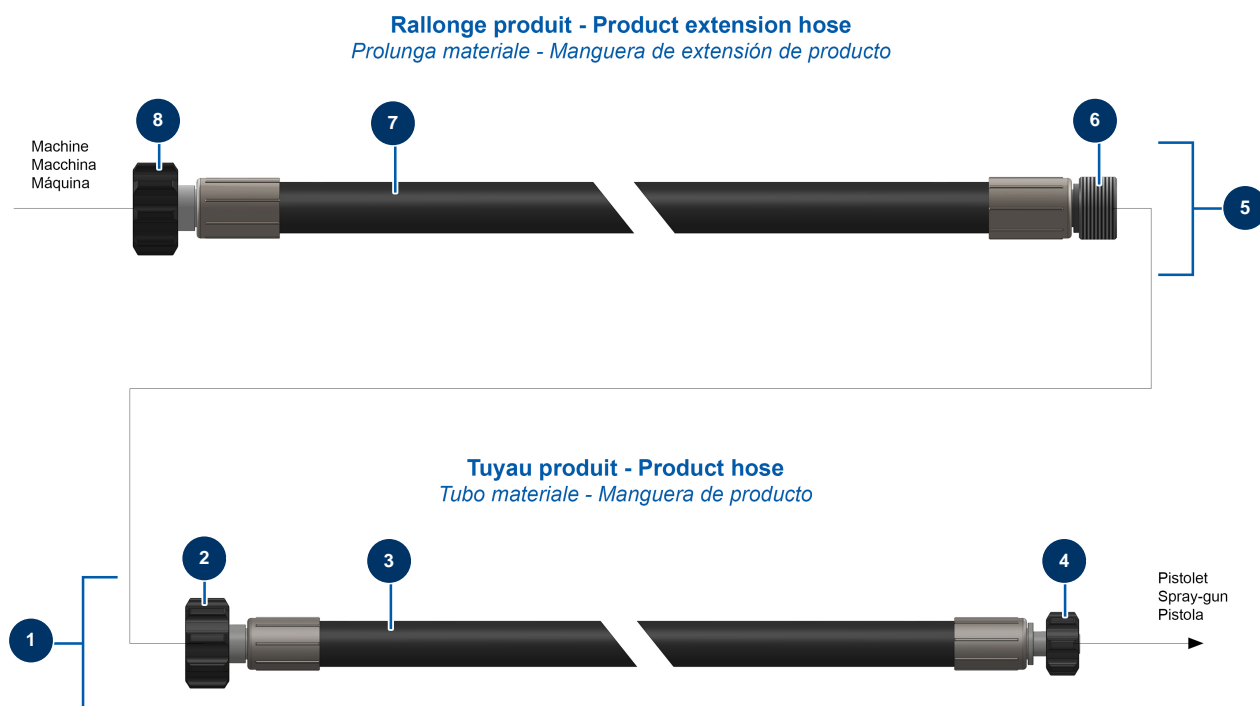 Rallonge produit - Product extension hose
Prolunga materiale - Manguera de extensión de producto
8
7
6
Machine
Macchina
Máquina
5
Tuyau produit - Product hose
Tubo materiale - Manguera de producto
2
3
4
Pistolet
Spray-gun
Pistola
1